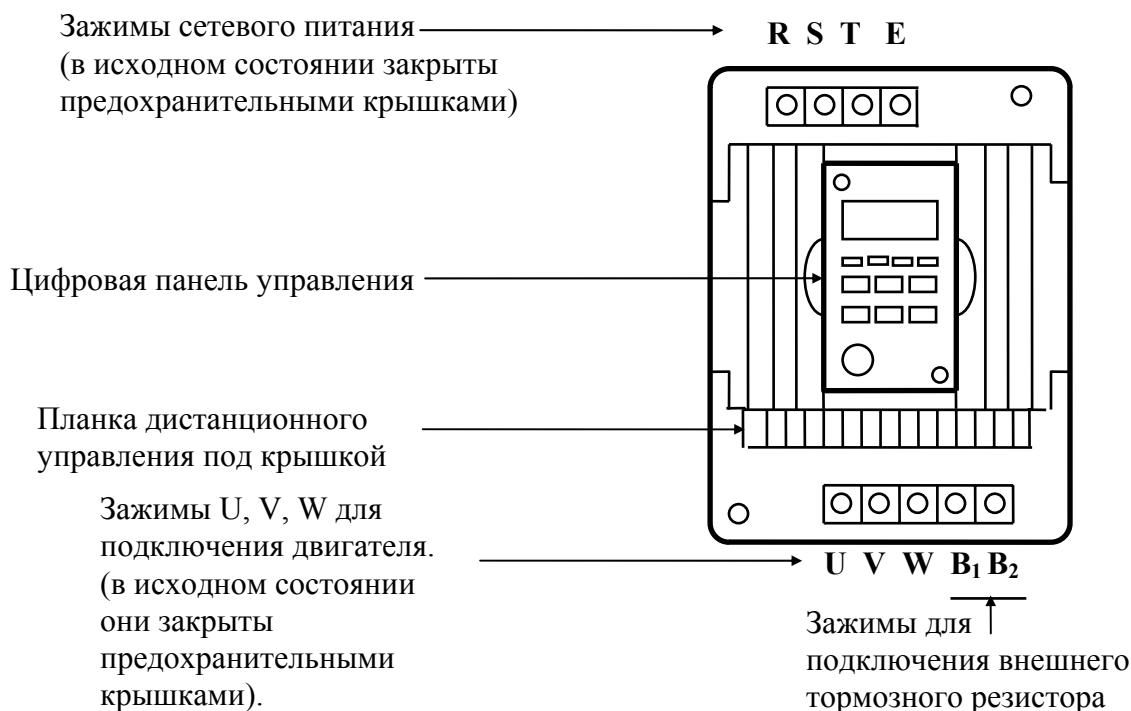 Зажимы сетевого питания
(в исходном состоянии закрыты
предохранительными крышками)
R S T E
Цифровая панель управления
Планка дистанционного
управления под крышкой
Зажимы U, V, W для
подключения двигателя.
(в исходном состоянии
они закрыты
предохранительными
крышками).
U V W B₁ B₂
Зажимы для
подключения внешнего
тормозного резистора